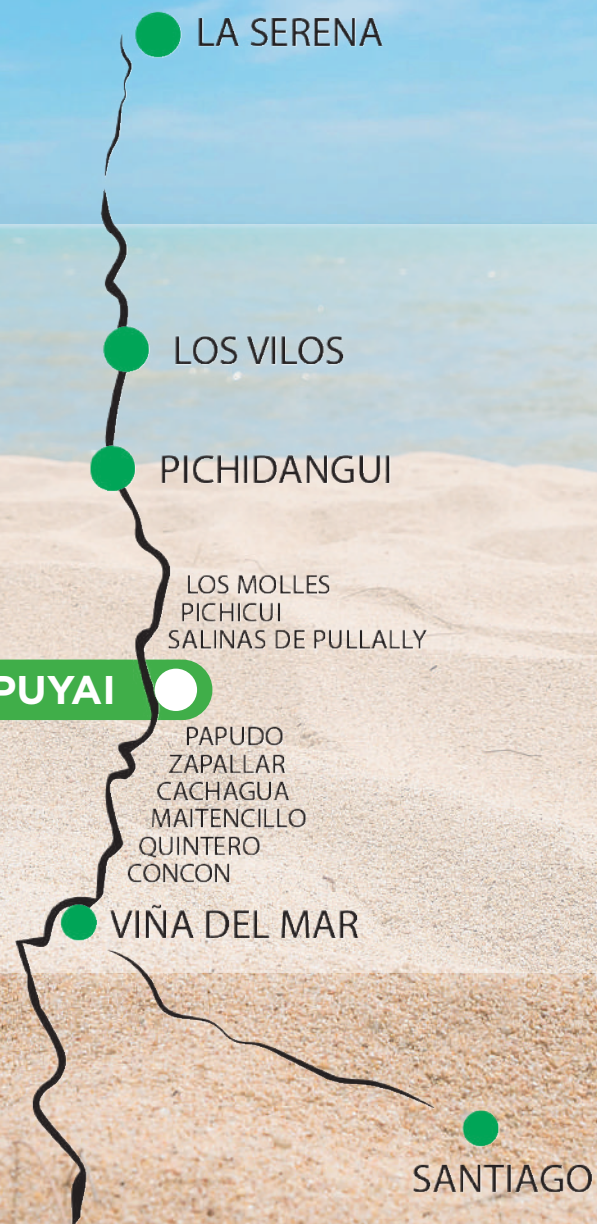 LA SERENA
LOS VILOS
PICHIDANGUI
LOS MOLLES
PICHICUI
SALINAS DE PULLALLY
PUYAI
PAPUDO
ZAPALLAR
CACHAGUA
MAITENCILLO
QUINTERO
CONCON
VIÑA DEL MAR
SANTIAGO